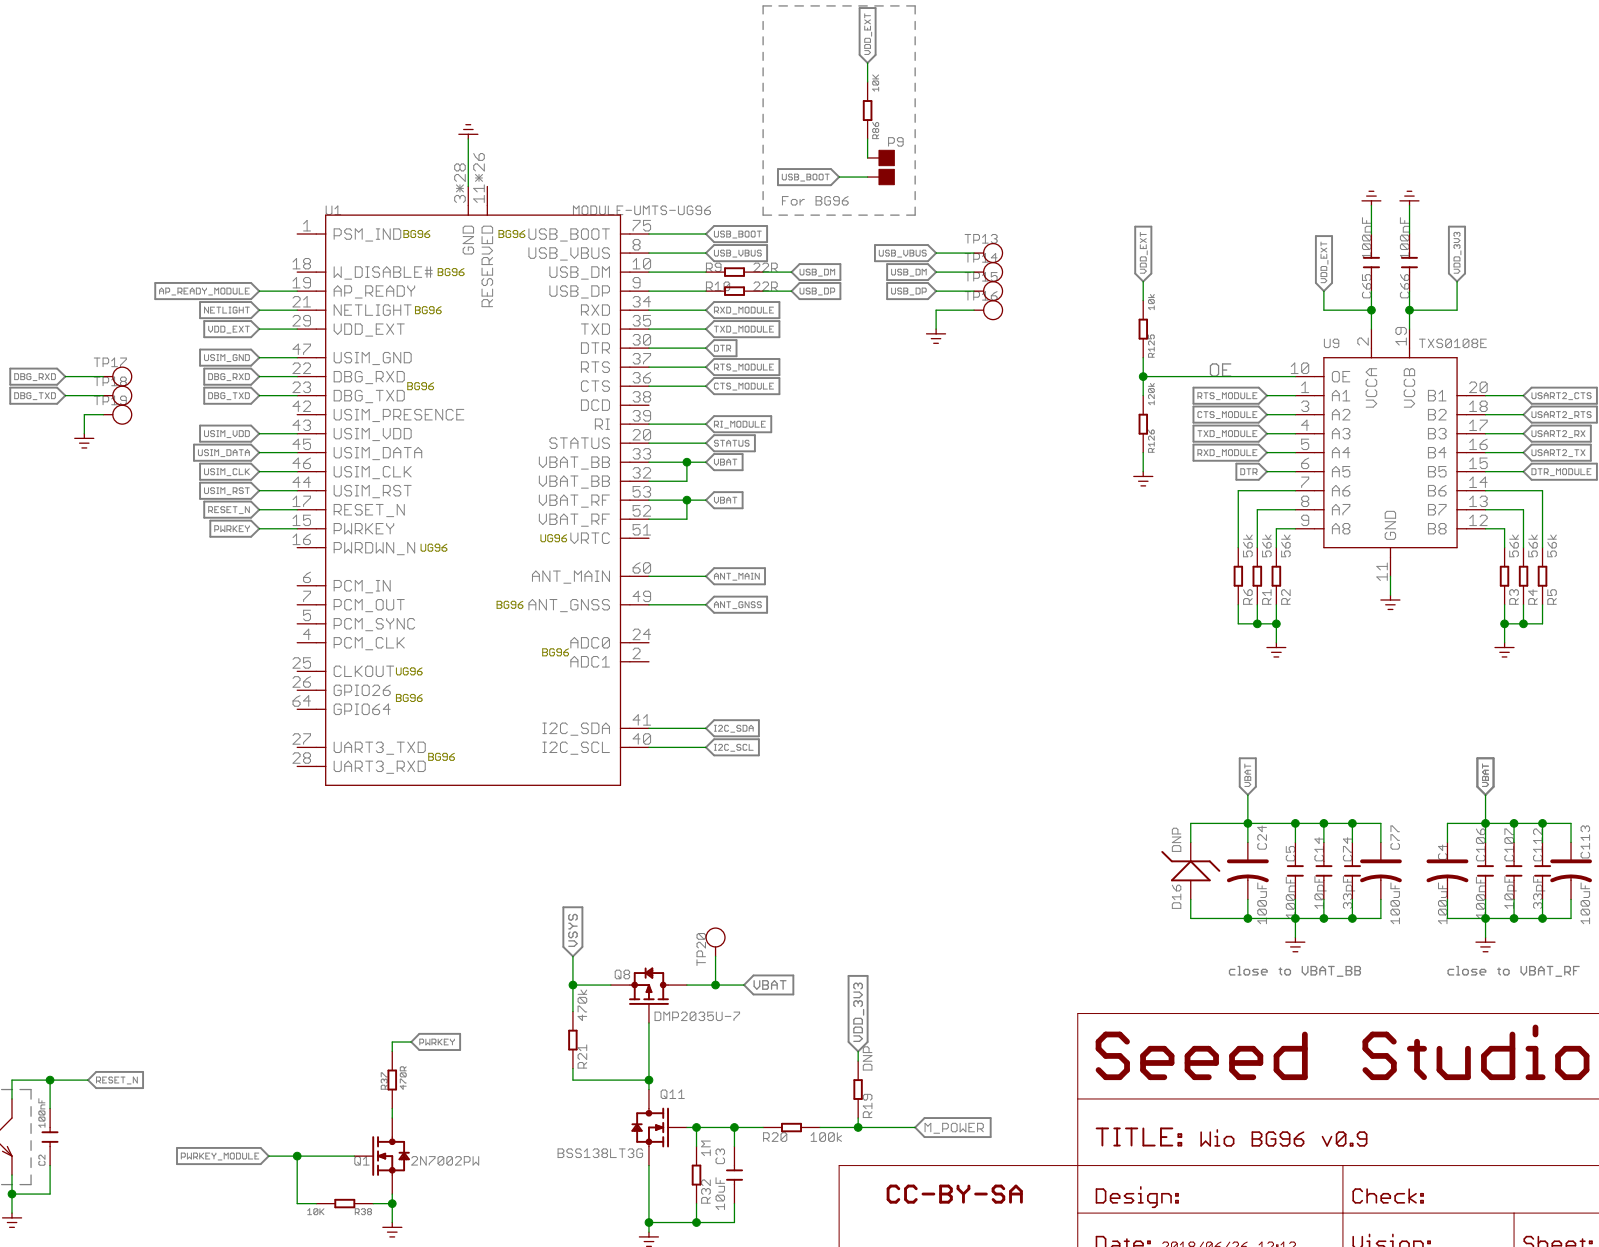 VDD_EXT
10K
R86
P9
USB_BOOT
For BG96
3*28
11*26
U1
MODULE-UMTS-UG96
GND
RESERVED
1 PSM_IND BG96
18 W_DISABLE# BG96
AP_READY_MODULE 19 AP_READY
NETLIGHT 21 NETLIGHT BG96
VDD_EXT 29 VDD_EXT
USIM_GND 47 USIM_GND
DBG_RXD 22 DBG_RXD
BG96
DBG_TXD 23 DBG_TXD
42 USIM_PRESENCE
USIM_VDD 43 USIM_VDD
USIM_DATA 45 USIM_DATA
USIM_CLK 46 USIM_CLK
USIM_RST 44 USIM_RST
RESET_N 17 RESET_N
PWRKEY 15 PWRKEY
16 PWRDWN_N UG96
6 PCM_IN
7 PCM_OUT
5 PCM_SYNC
4 PCM_CLK
25 CLKOUT UG96
26 GPIO26
BG96
64 GPIO64
27 UART3_TXD
BG96
28 UART3_RXD
BG96 USB_BOOT 75 USB_BOOT
USB_VBUS 8 USB_VBUS
USB_DM 10 R9 22R USB_DM
USB_DP 9 R10 22R USB_DP
RXD 34 RXD_MODULE
TXD 35 TXD_MODULE
DTR 30 DTR
RTS 37 RTS_MODULE
CTS 36 CTS_MODULE
DCD 38
RI 39 RI_MODULE
STATUS 20 STATUS
VBAT_BB 33 VBAT
VBAT_BB 32
VBAT_RF 53 VBAT
VBAT_RF 52
UG96 VRTC 51
ANT_MAIN 60 ANT_MAIN
BG96 ANT_GNSS 49 ANT_GNSS
ADC0 24
BG96
ADC1 2
I2C_SDA 41 I2C_SDA
I2C_SCL 40 I2C_SCL
TP17
DBG_RXD
TP18
DBG_TXD
TP19
TP13
USB_VBUS
TP14
USB_DM
TP15
USB_DP
TP16
VDD_EXT
10k
R125
120k
R126
OE
VDD_EXT
100nF
C65
100nF
C66
VDD_3V3
2
19
U9
TXS0108E
VCCA
VCCB
GND
11
10 OE
RTS_MODULE 1 A1 B1 20 USART2_CTS
CTS_MODULE 3 A2 B2 18 USART2_RTS
TXD_MODULE 4 A3 B3 17 USART2_RX
RXD_MODULE 5 A4 B4 16 USART2_TX
DTR 6 A5 B5 15 DTR_MODULE
7 A6 B6 14
8 A7 B7 13
9 A8 B8 12
56k
56k
56k
R6
R1
R2
56k
56k
56k
R3
R4
R5
VBAT
DNP
D16
C24
100uF
C5
100nF
C14
10pF
C74
33pF
C77
100uF
close to VBAT_BB
VBAT
C4
100uF
C106
100nF
C107
10pF
C112
33pF
C113
100uF
close to VBAT_RF
VSYS
470k
R21
Q8
TP20
VBAT
DMP2035U-7
VDD_3V3
DNP
R19
Q11
BSS138LT3G
R20
100k
M_POWER
1M
R32
C3
10uF
RESET_N
100nF
C2
PWRKEY
R37
470R
PWRKEY_MODULE
Q1
2N7002PW
10K
R38
Seeed Studio
TITLE: Wio BG96 v0.9
CC-BY-SA
Design:
Check:
Date: 2018/06/26 12:12
Vision:
Sheet: